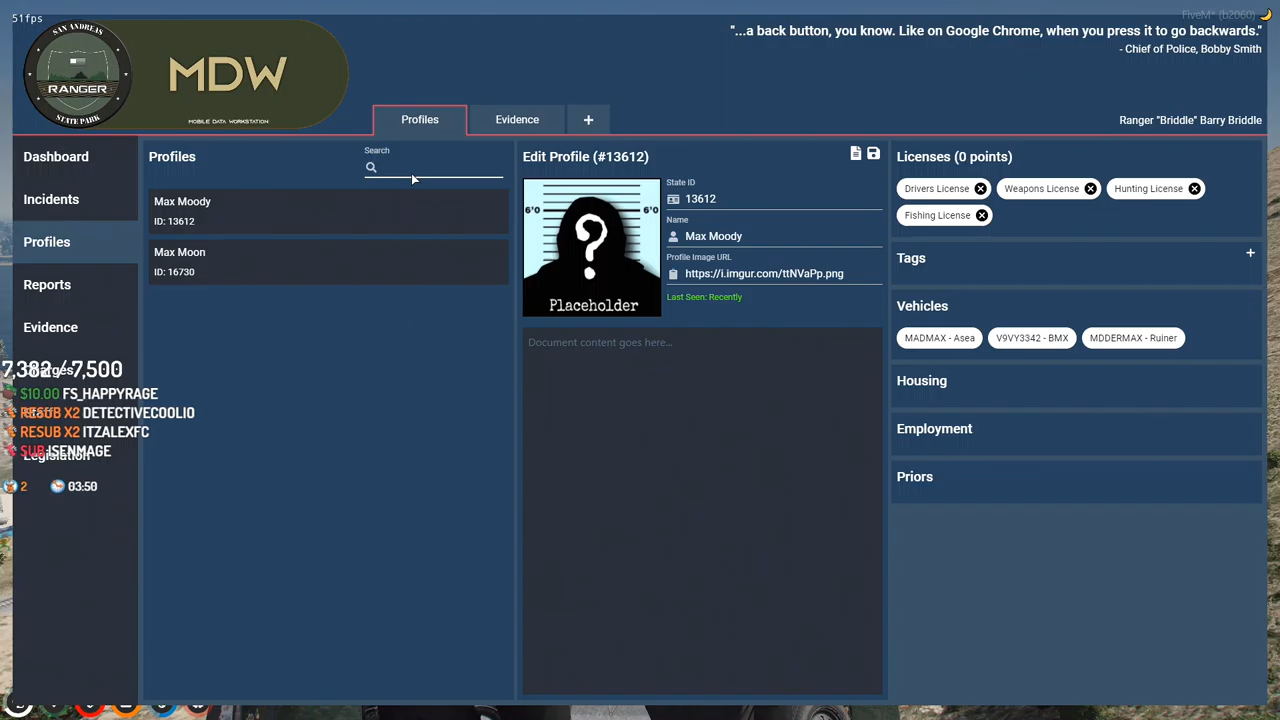 51fps
FiveM* (b2060)
SAN ANDREAS
RANGER
STATE PARK
MDW
MOBILE DATA WORKSTATION
"...a back button, you know. Like on Google Chrome, when you press it to go backwards."
- Chief of Police, Bobby Smith
Profiles
Evidence
+
Ranger "Briddle" Barry Briddle
Dashboard
Incidents
Profiles
Reports
Evidence
Charges
Legislation
7,382 / 7,500
$10.00 FS_HAPPYRAGE
RESUB X2 DETECTIVECOOLIO
RESUB X2 ITZALEXFC
SUB ISENMAGE
2
03:50
Profiles
Search
Max Moody
ID: 13612
Max Moon
ID: 16730
Edit Profile (#13612)
6'0
6'0
?
Placeholder
State ID
13612
Name
Max Moody
Profile Image URL
https://i.imgur.com/ttNVaPp.png
Last Seen: Recently
Document content goes here...
Licenses (0 points)
Drivers License
Weapons License
Hunting License
Fishing License
Tags
+
Vehicles
MADMAX - Asea
V9VY3342 - BMX
MDDERMAX - Ruiner
Housing
Employment
Priors